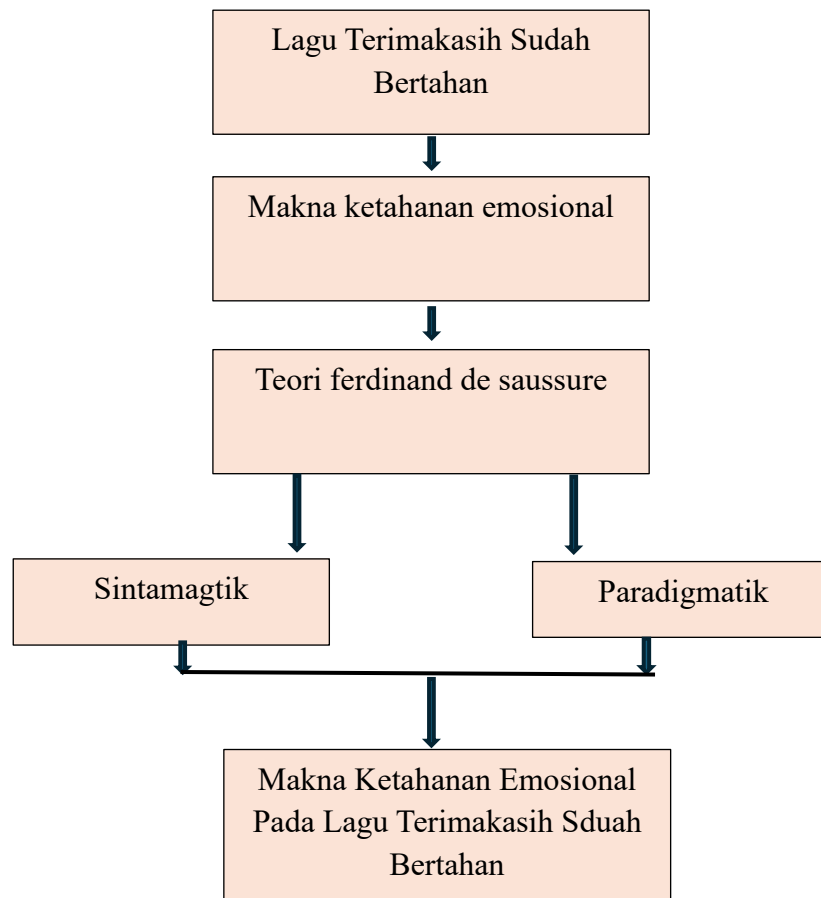 Lagu Terimakasih Sudah
Bertahan
Makna ketahanan emosional
Teori ferdinand de saussure
Sintamagtik
Paradigmatik
Makna Ketahanan Emosional
Pada Lagu Terimakasih Sduah
Bertahan